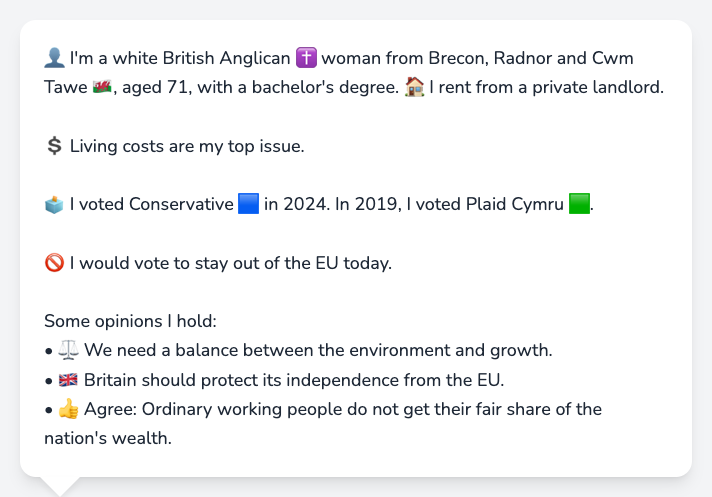 👤 I'm a white British Anglican ✝️ woman from Brecon, Radnor and Cwm
Tawe 🏴󠁧󠁢󠁷󠁬󠁳󠁿, aged 71, with a bachelor's degree. 🏠 I rent from a private landlord.
💲 Living costs are my top issue.
🗳️ I voted Conservative 🟦 in 2024. In 2019, I voted Plaid Cymru 🟩.
🚫 I would vote to stay out of the EU today.
Some opinions I hold:
• ⚖️ We need a balance between the environment and growth.
• 🇬🇧 Britain should protect its independence from the EU.
• 👍 Agree: Ordinary working people do not get their fair share of the
nation's wealth.